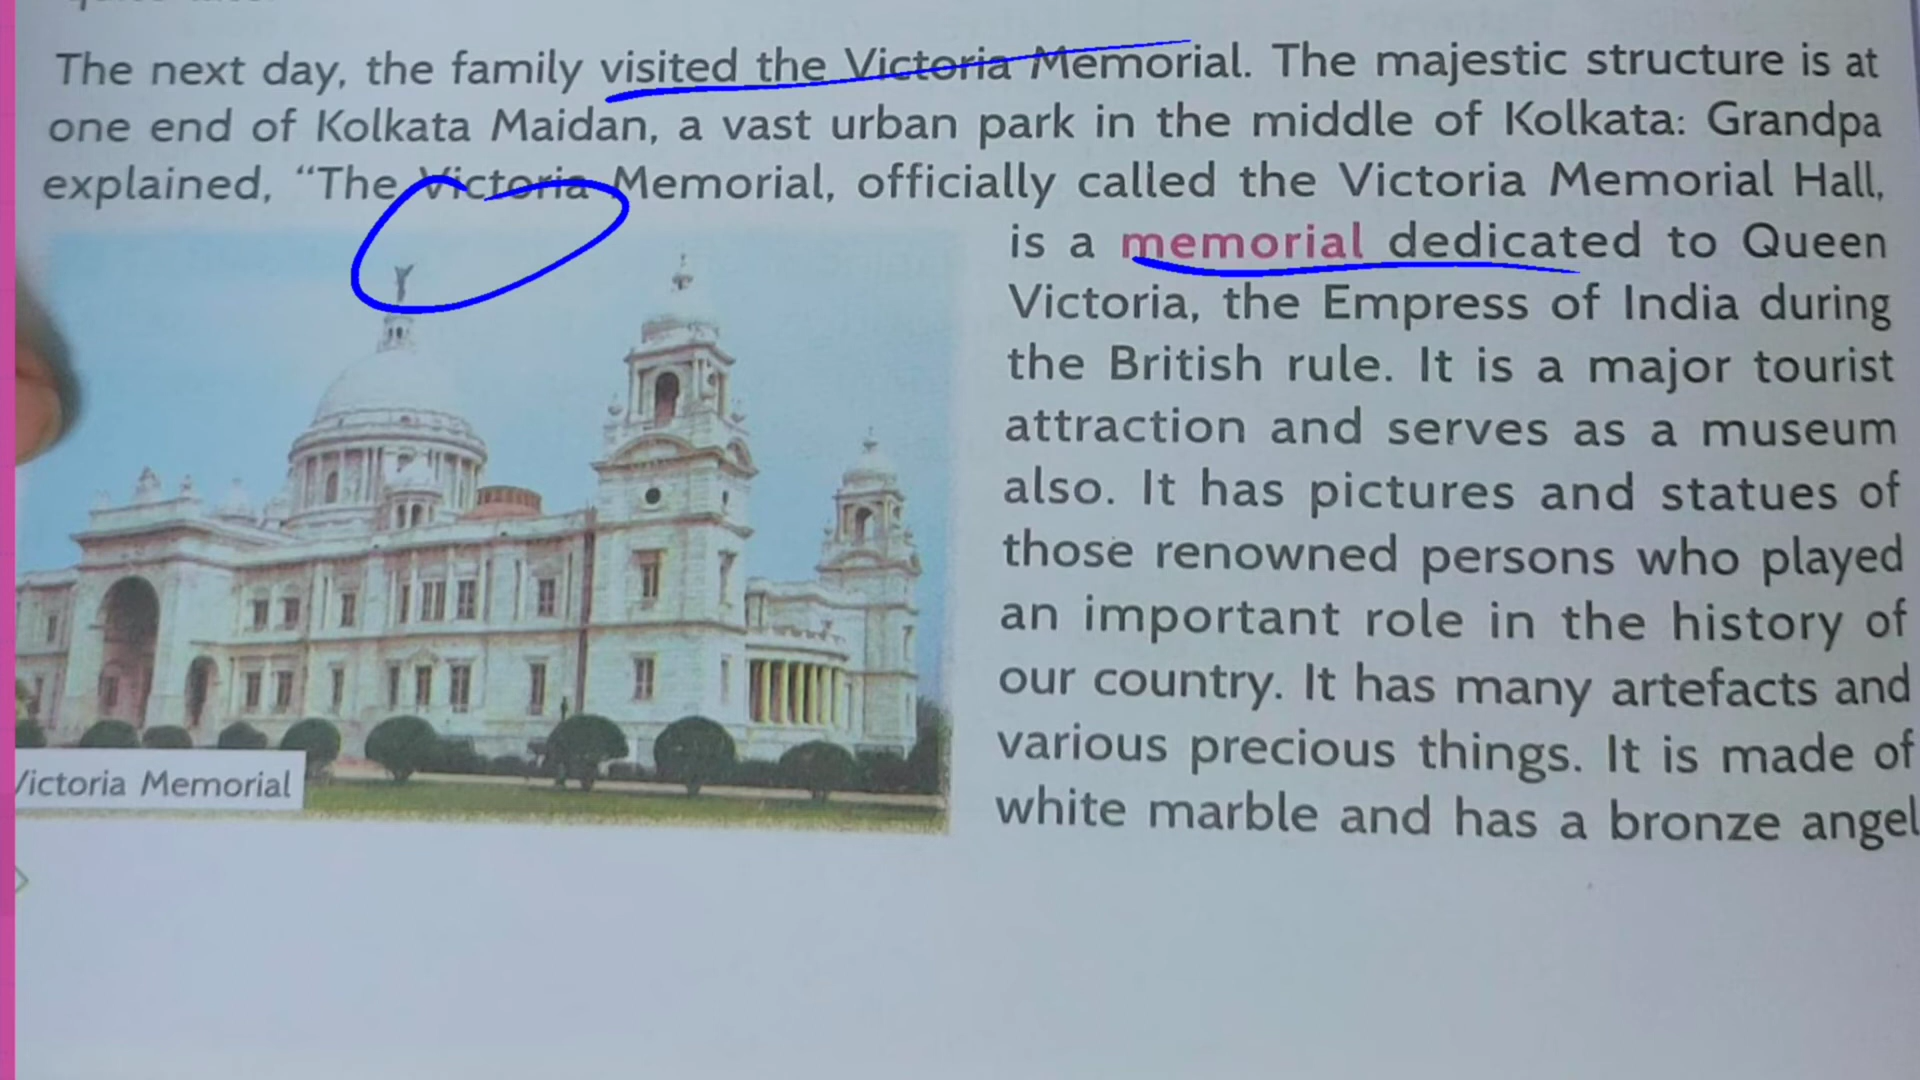 The next day, the family visited the Victoria Memorial. The majestic structure is at
one end of Kolkata Maidan, a vast urban park in the middle of Kolkata: Grandpa
explained, “The Victoria Memorial, officially called the Victoria Memorial Hall,
is a memorial dedicated to Queen
Victoria, the Empress of India during
the British rule. It is a major tourist
attraction and serves as a museum
also. It has pictures and statues of
those renowned persons who played
an important role in the history of
our country. It has many artefacts and
various precious things. It is made of
white marble and has a bronze angel
Victoria Memorial